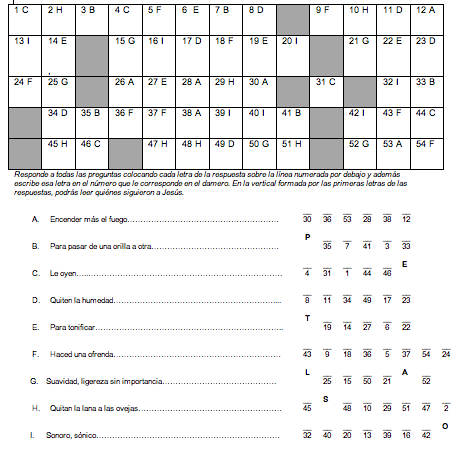 1 C 2 H 3 B 4 C 5 F 6 E 7 B 8 D 9 F 10 H 11 D 12 A
13 I 14 E 15 G 16 I 17 D 18 F 19 E 20 I 21 G 22 E 23 D
24 F 25 G 26 A 27 E 28 A 29 H 30 A 31 C 32 I 33 B
34 D 35 B 36 F 37 F 38 A 39 I 40 I 41 B 42 I 43 F 44 C
45 H 46 C 47 H 48 H 49 D 50 G 51 H 52 G 53 A 54 F
Responde a todas las preguntas colocando cada letra de la respuesta sobre la línea numerada por debajo y además
escribe esa letra en el número que le corresponde en el damero. En la vertical formada por las primeras letras de las
respuestas, podrás leer quiénes siguieron a Jesús.
A. Encender más el fuego................................ 30 36 53 28 38 12
B. Para pasar de una orilla a otra................................ P 35 7 41 3 33
C. Le oyen................................ 4 31 1 44 46 E
D. Quiten la humedad................................ 8 11 34 49 17 23
E. Para tonificar................................ T 19 14 27 6 22
F. Haced una ofrenda................................ 43 9 18 36 5 37 54 24
G. Suavidad, ligereza sin importancia................................ L 25 15 50 21 A 52
H. Quitan la lana a las ovejas................................ 45 S 48 10 29 51 47 2
I. Sonoro, sónico................................ 32 40 20 13 39 16 42 O